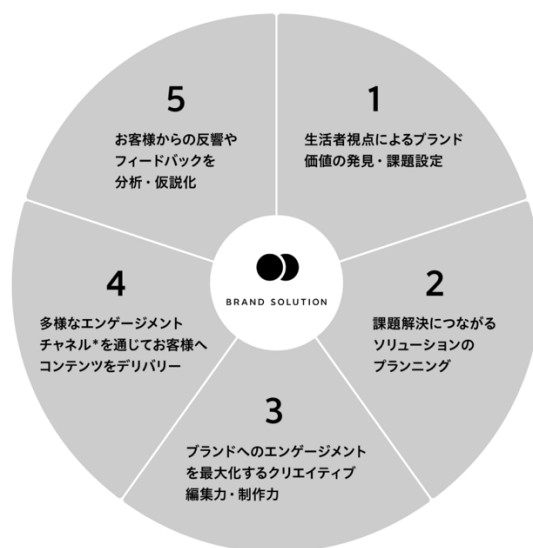 1
生活者視点によるブランド
価値の発見・課題設定
2
課題解決につながる
ソリューションの
プランニング
3
ブランドへのエンゲージメント
を最大化するクリエイティブ
編集力・制作力
4
多様なエンゲージメント
チャネル*を通じてお客様へ
コンテンツをデリバリー
5
お客様からの反響や
フィードバックを
分析・仮説化
BRAND SOLUTION